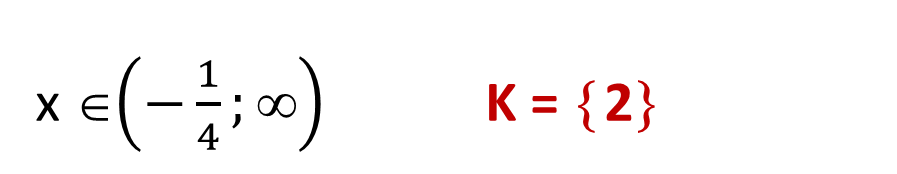 x ∈(−1/4; ∞) K = {2}